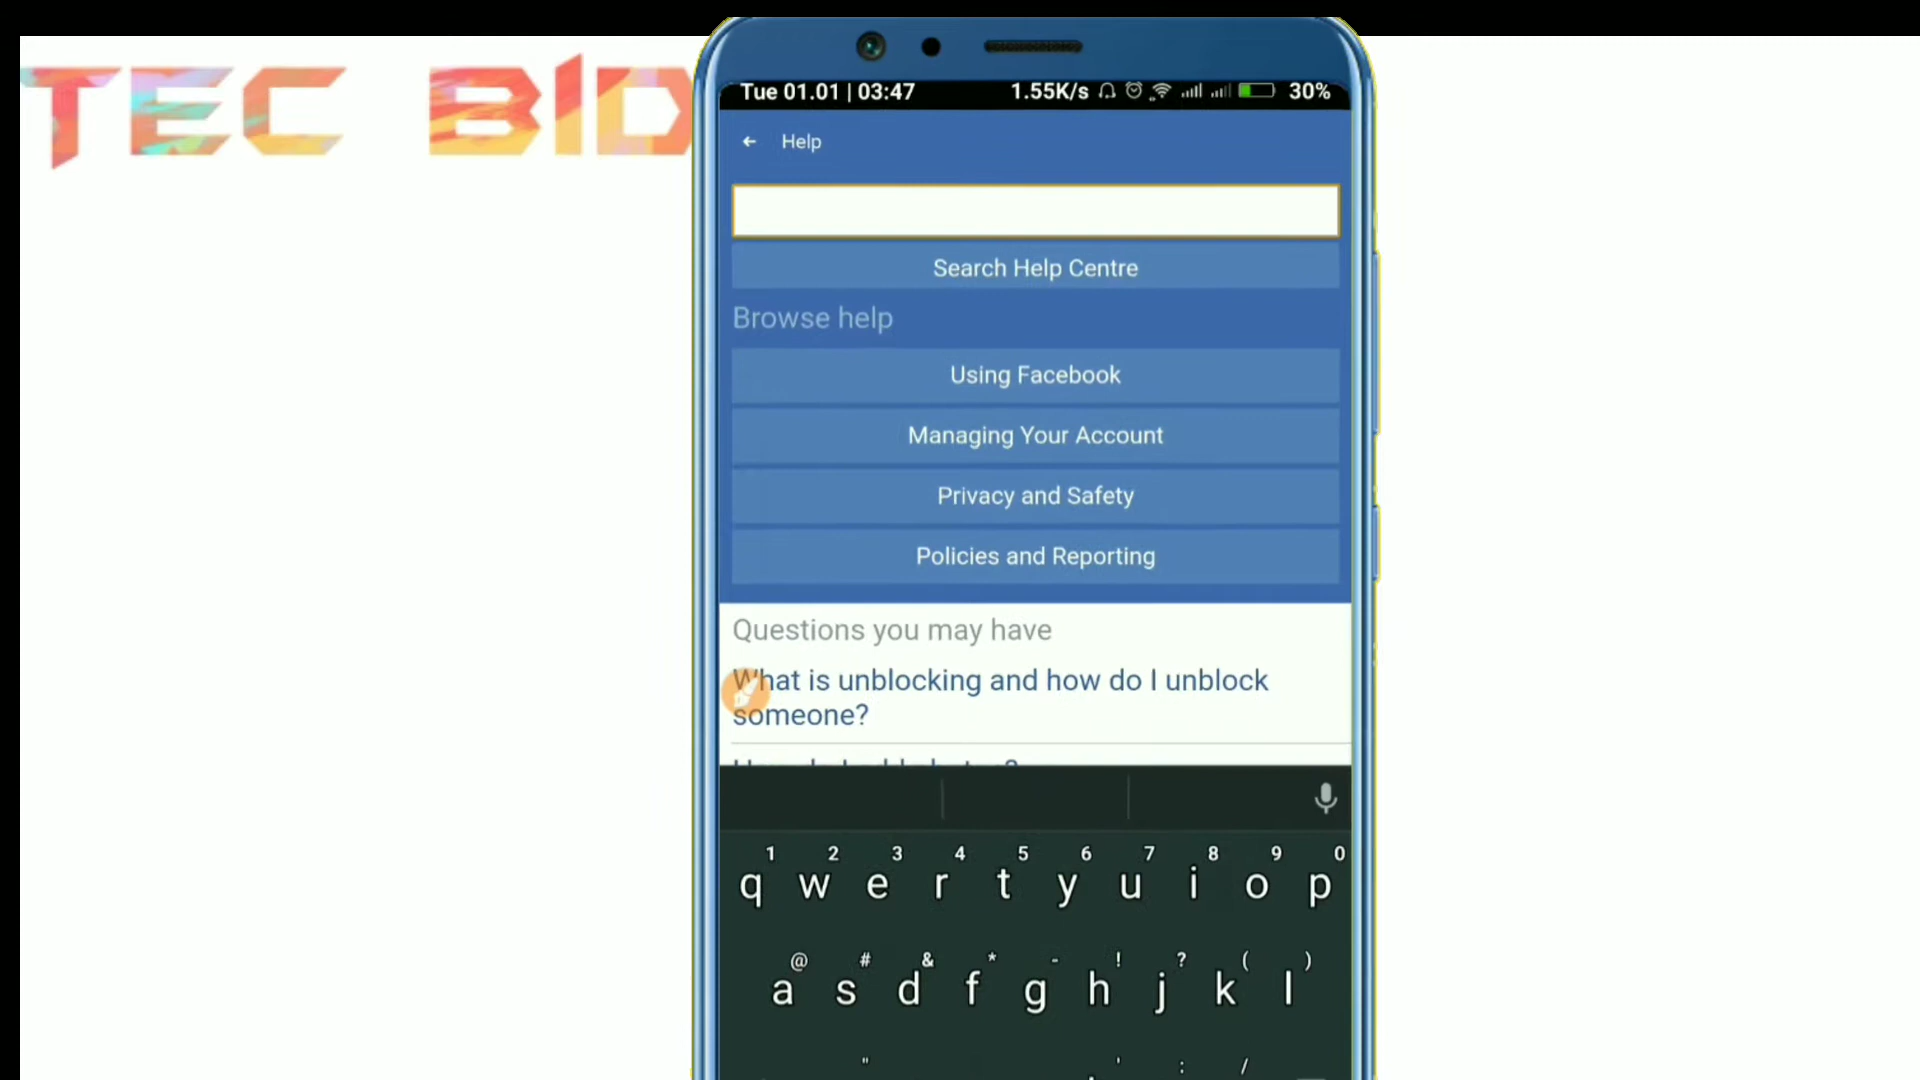 TEC BID
Tue 01.01 | 03:47
1.55K/s
30%
Help
Search Help Centre
Browse help
Using Facebook
Managing Your Account
Privacy and Safety
Policies and Reporting
Questions you may have
What is unblocking and how do I unblock
someone?
1 2 3 4 5 6 7 8 9 0
q w e r t y u i o p
@ # & * - ! ? ( )
a s d f g h j k l
" ' : /